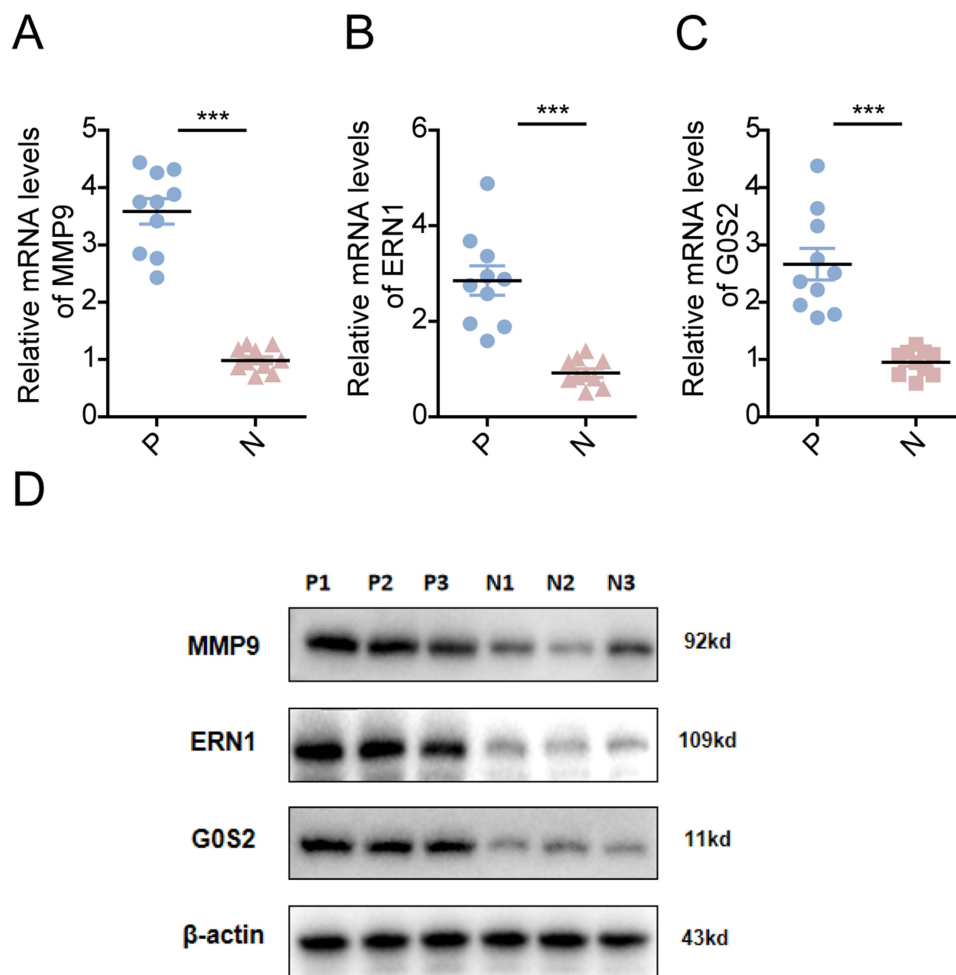 A
Relative mRNA levels
of MMP9
5
4
3
2
1
0
***
P
N
B
Relative mRNA levels
of ERN1
6
4
2
0
***
P
N
C
Relative mRNA levels
of G0S2
5
4
3
2
1
0
***
P
N
D
P1 P2 P3 N1 N2 N3
MMP9 92kd
ERN1 109kd
G0S2 11kd
β-actin 43kd